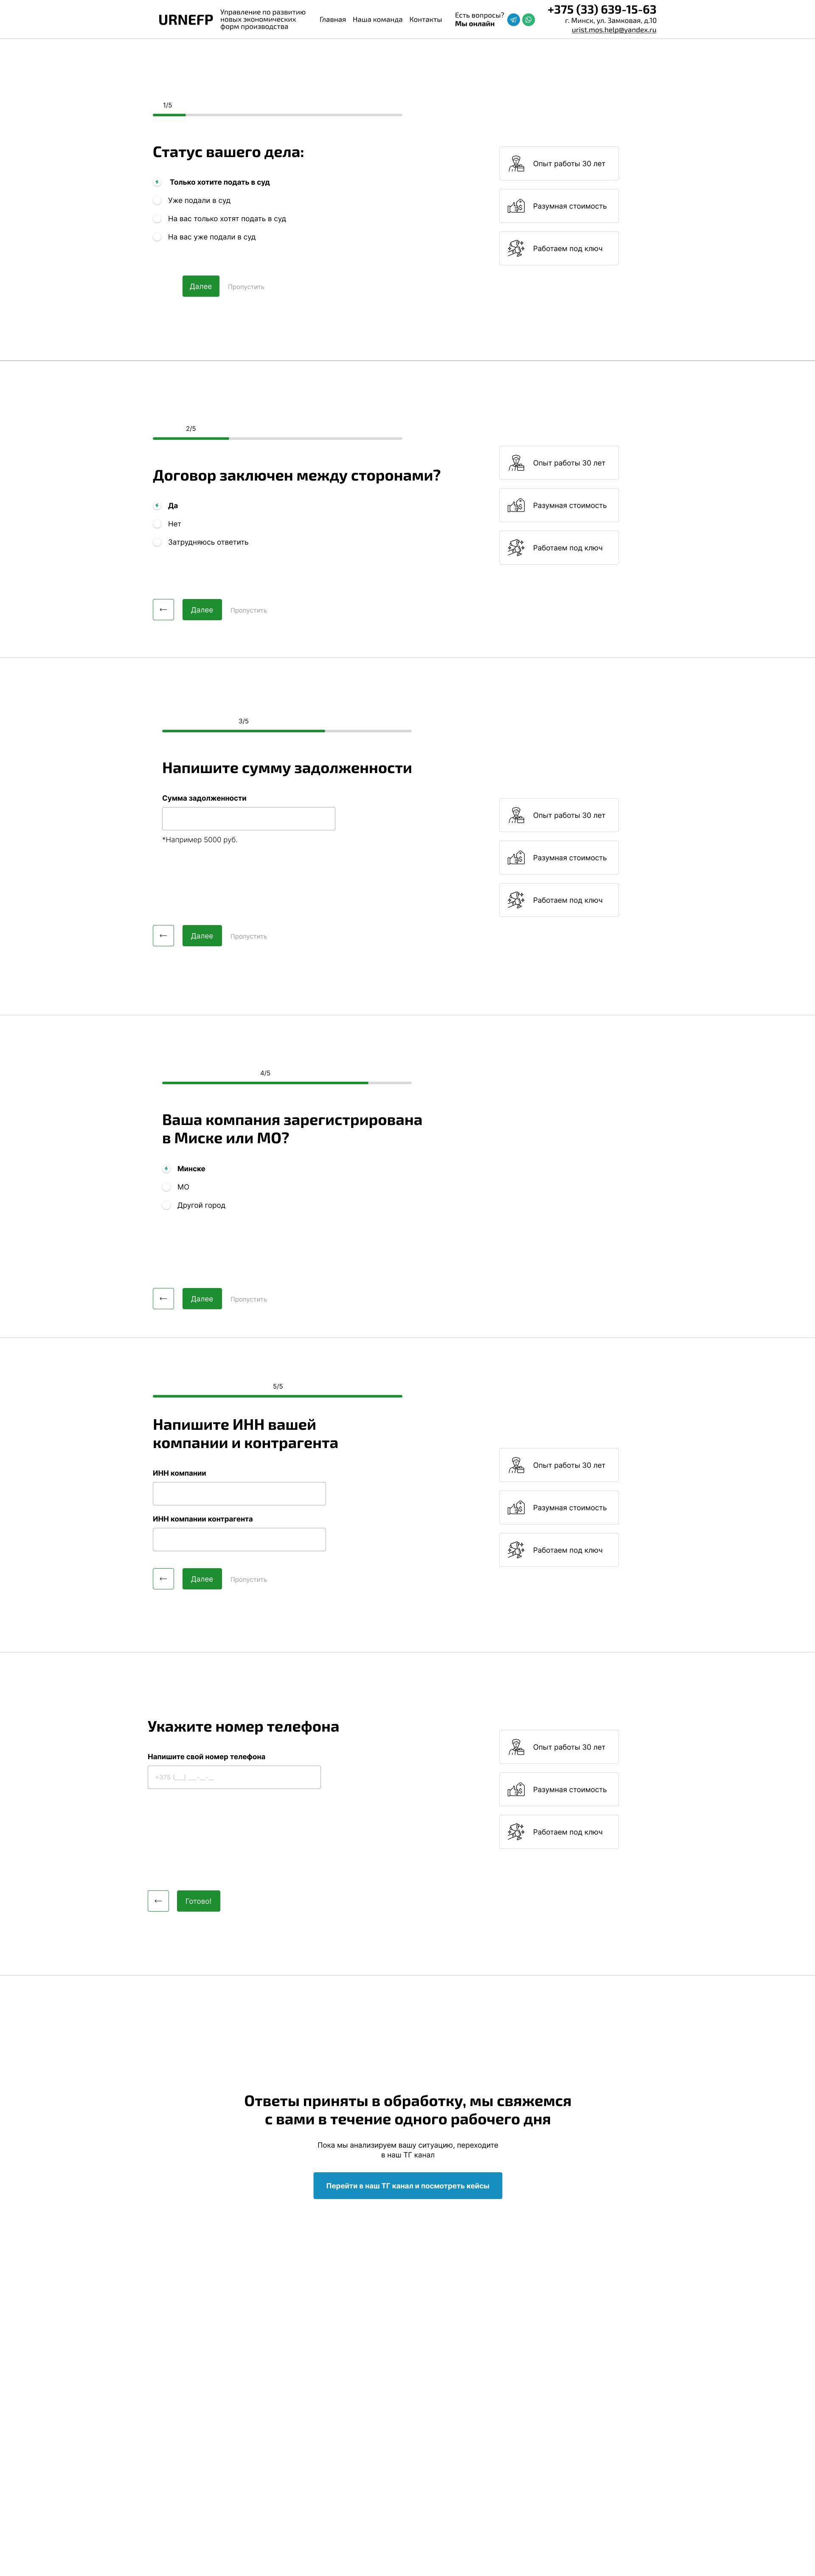 URNEFP
Управление по развитию
новых экономических
форм производства
Главная Наша команда Контакты
Есть вопросы?
Мы онлайн
+375 (33) 639-15-63
г. Минск, ул. Замковая, д.10
urist.mos.help@yandex.ru
1/5
Статус вашего дела:
Только хотите подать в суд
Уже подали в суд
На вас только хотят подать в суд
На вас уже подали в суд
Далее Пропустить
Опыт работы 30 лет
Разумная стоимость
Работаем под ключ
2/5
Договор заключен между сторонами?
Да
Нет
Затрудняюсь ответить
← Далее Пропустить
Опыт работы 30 лет
Разумная стоимость
Работаем под ключ
3/5
Напишите сумму задолженности
Сумма задолженности
*Например 5000 руб.
← Далее Пропустить
Опыт работы 30 лет
Разумная стоимость
Работаем под ключ
4/5
Ваша компания зарегистрирована
в Миске или МО?
Минске
МО
Другой город
← Далее Пропустить
5/5
Напишите ИНН вашей
компании и контрагента
ИНН компании
ИНН компании контрагента
← Далее Пропустить
Опыт работы 30 лет
Разумная стоимость
Работаем под ключ
Укажите номер телефона
Напишите свой номер телефона
+375 (__) __-__-__
← Готово!
Опыт работы 30 лет
Разумная стоимость
Работаем под ключ
Ответы приняты в обработку, мы свяжемся
с вами в течение одного рабочего дня
Пока мы анализируем вашу ситуацию, переходите
в наш ТГ канал
Перейти в наш ТГ канал и посмотреть кейсы